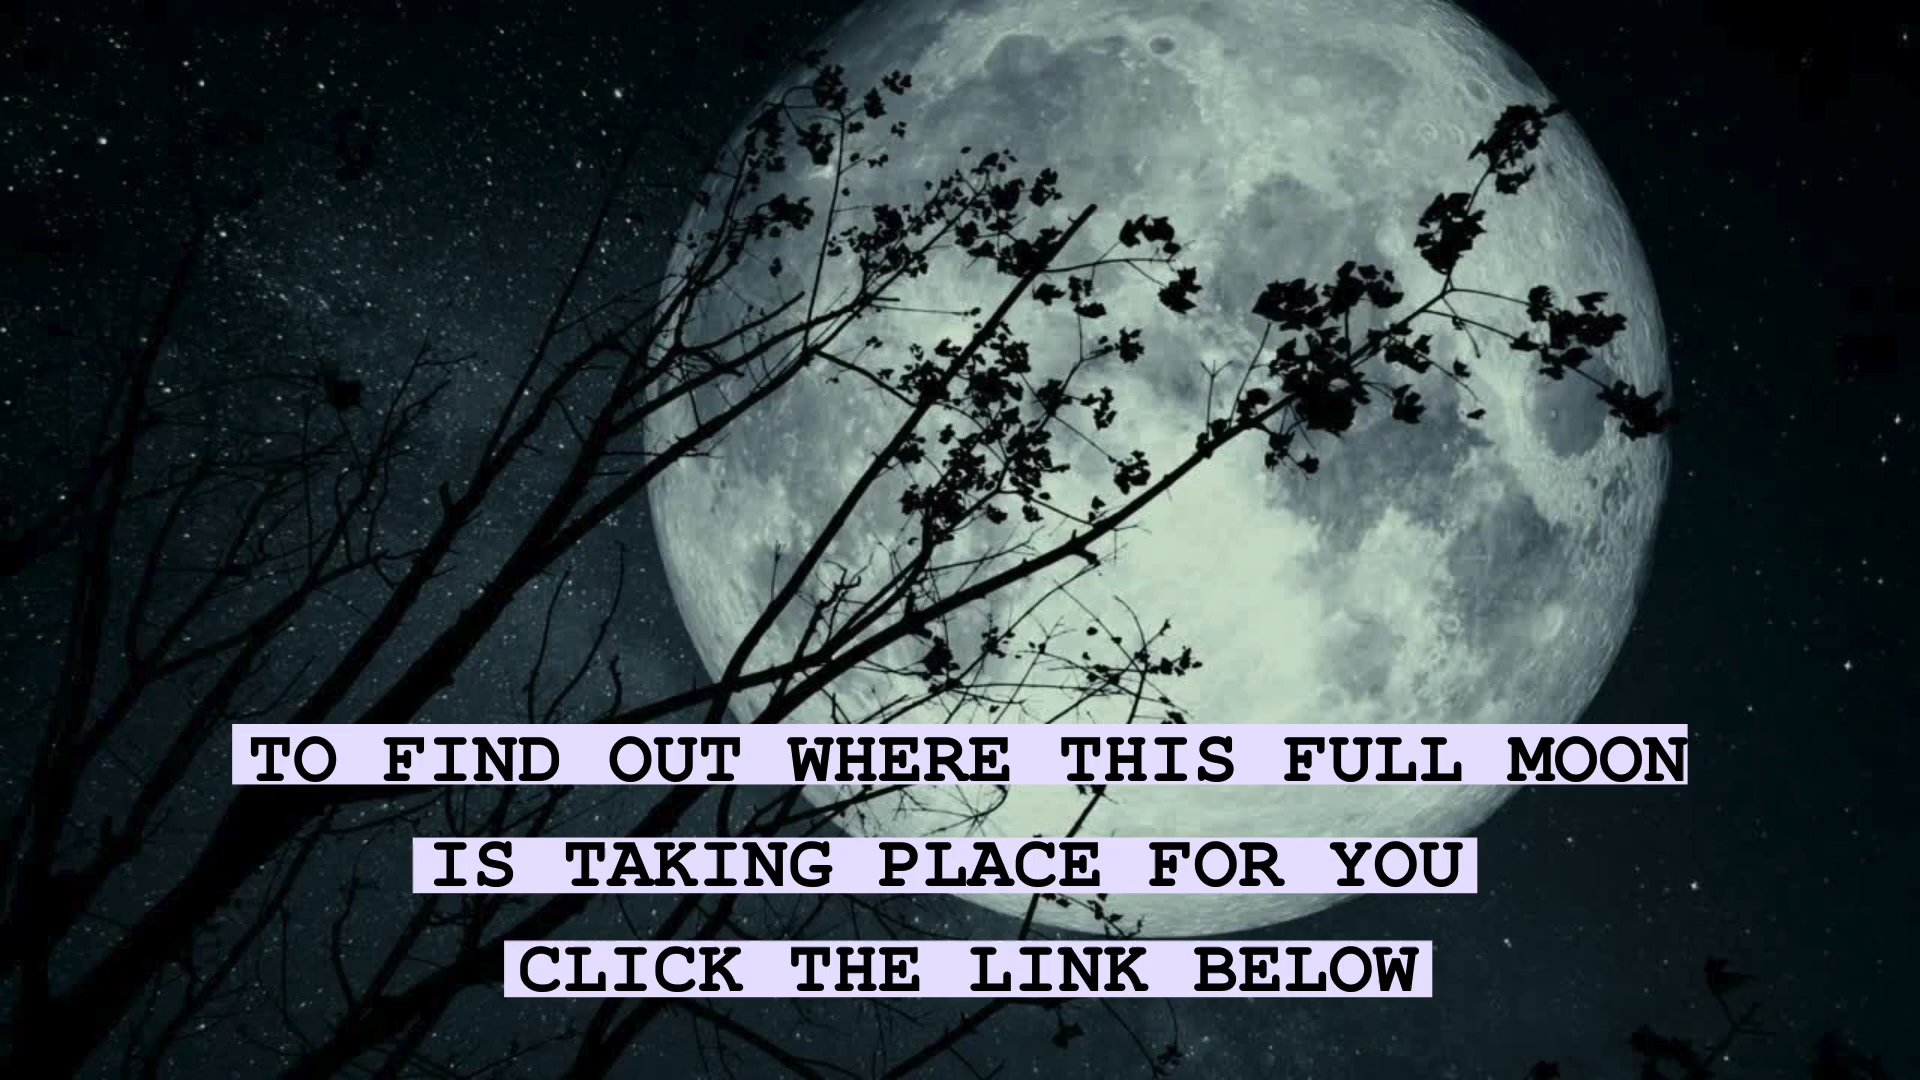 TO FIND OUT WHERE THIS FULL MOON
IS TAKING PLACE FOR YOU
CLICK THE LINK BELOW